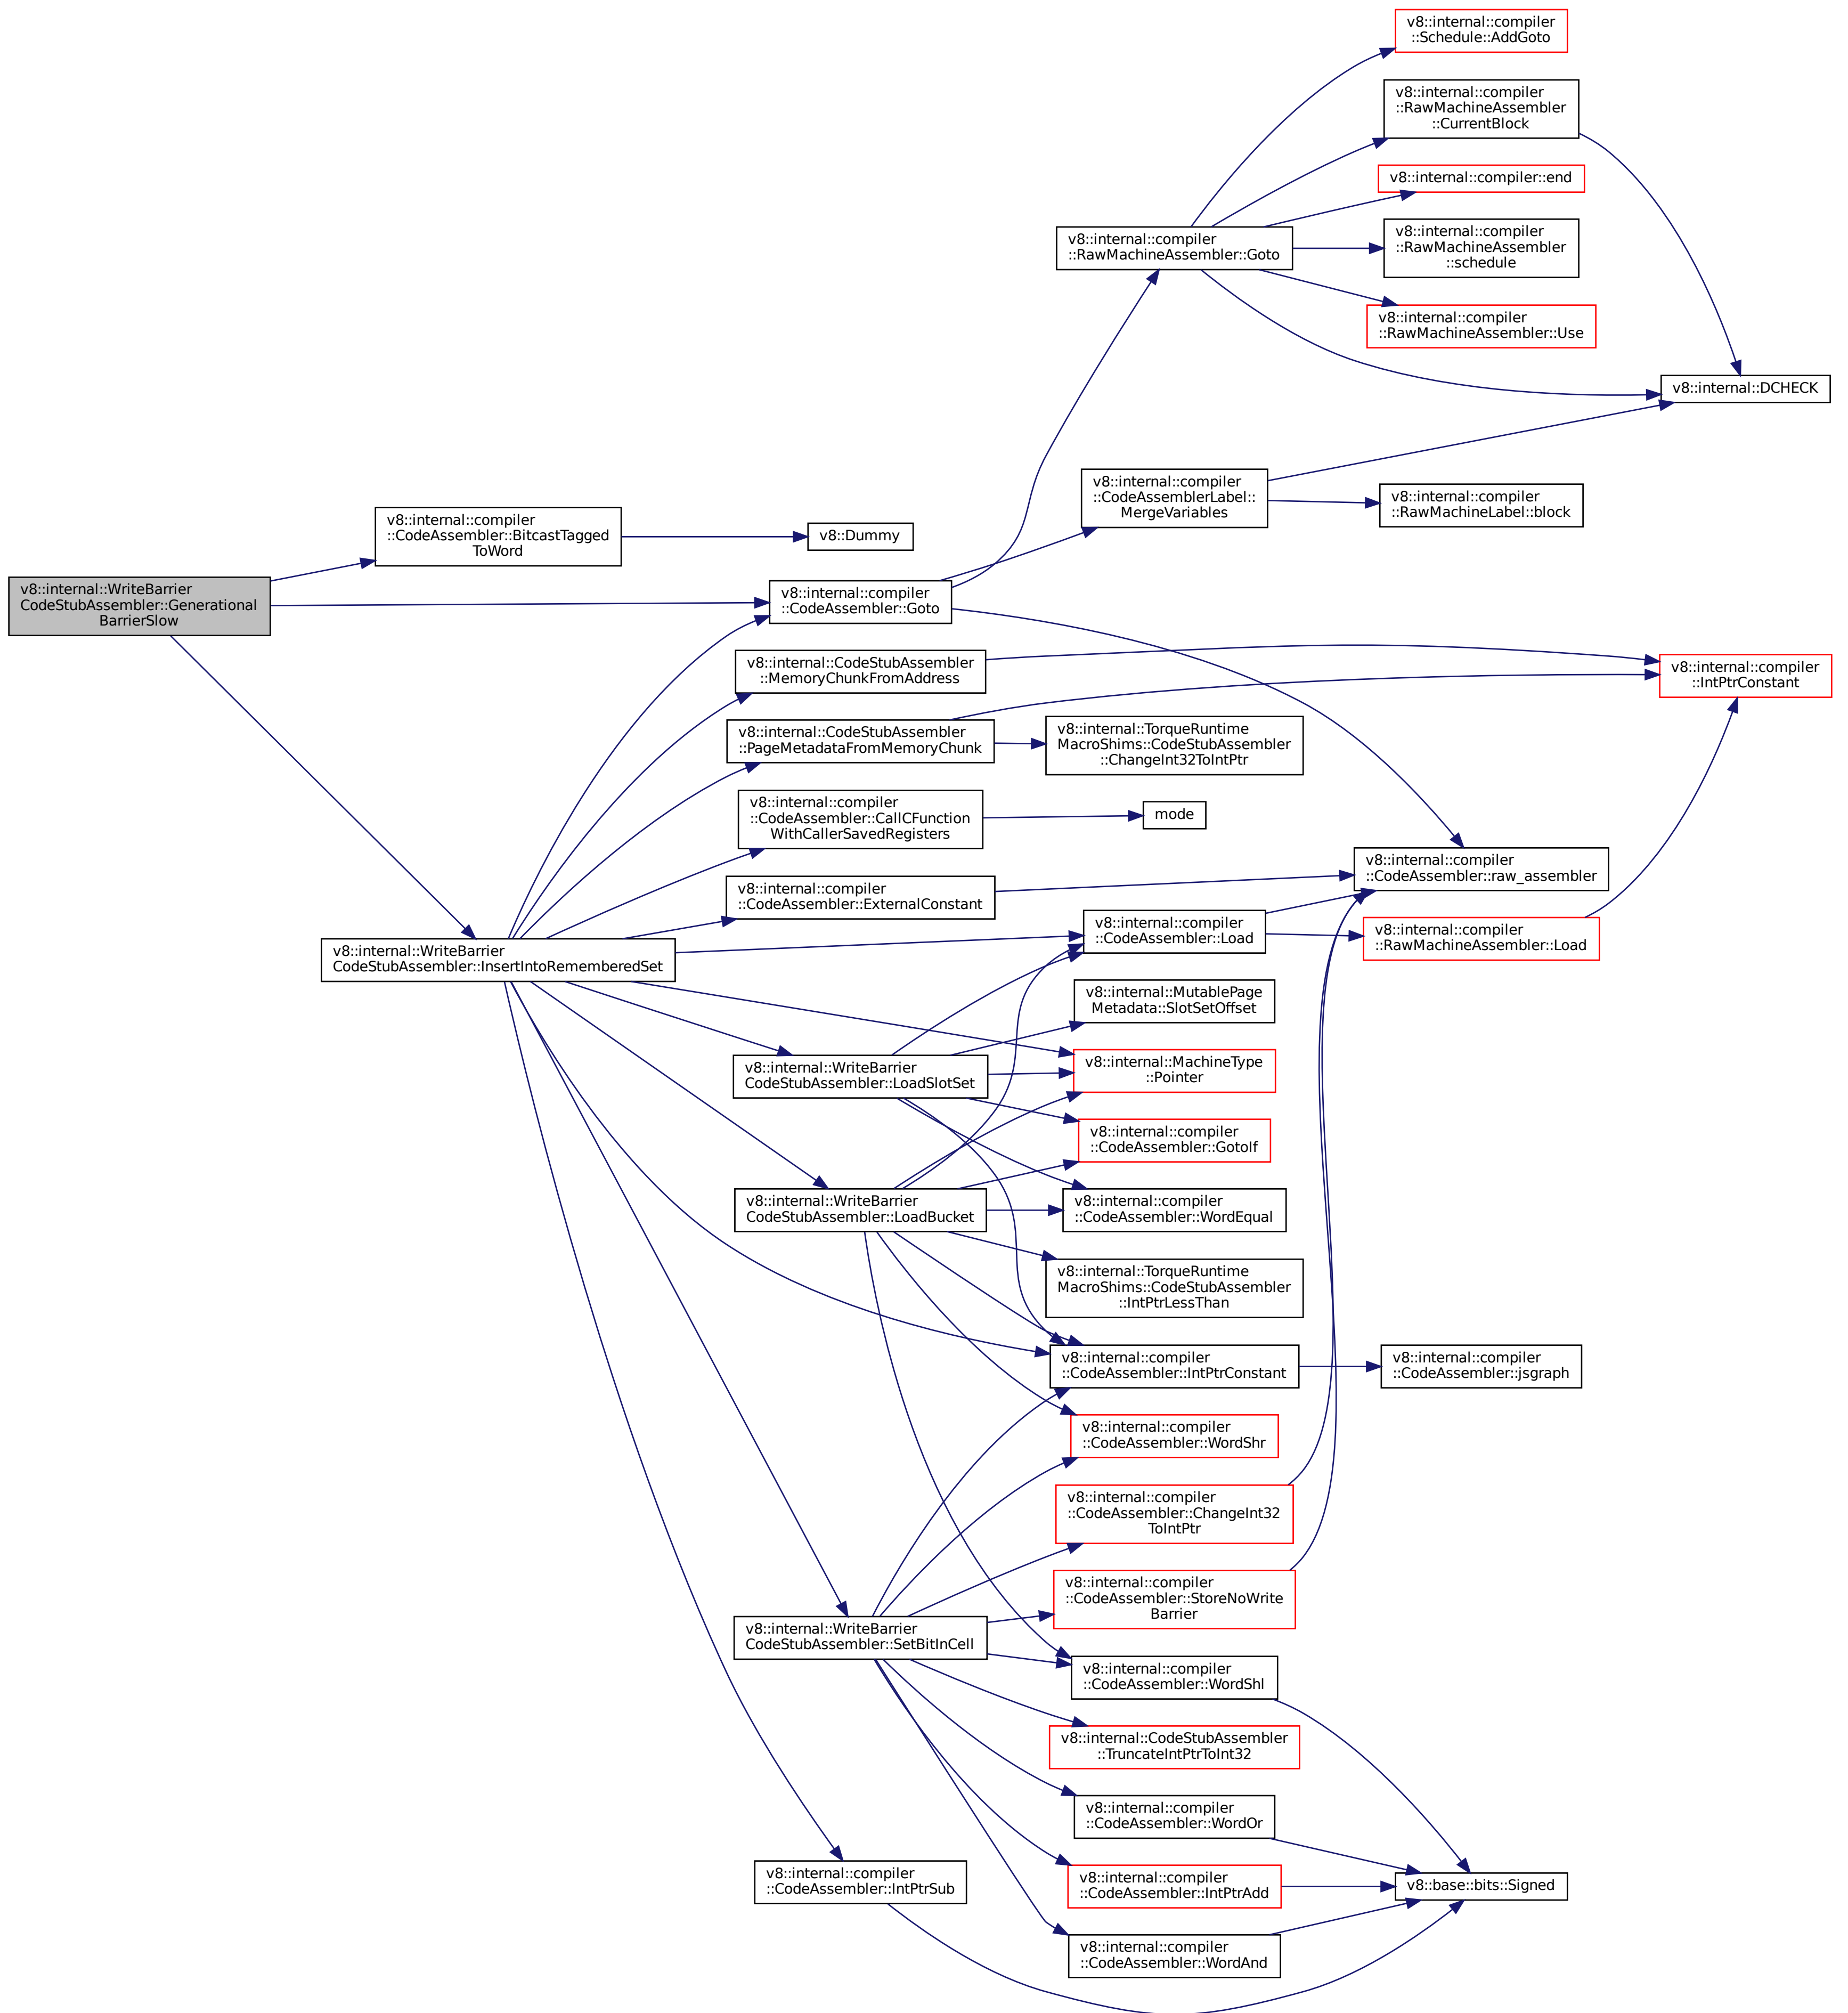 v8::internal::compiler
::Schedule::AddGoto
v8::internal::compiler
::RawMachineAssembler
::CurrentBlock
v8::internal::compiler::end
v8::internal::compiler
::RawMachineAssembler::Goto
v8::internal::compiler
::RawMachineAssembler
::schedule
v8::internal::compiler
::RawMachineAssembler::Use
v8::internal::DCHECK
v8::internal::compiler
::CodeAssemblerLabel::
MergeVariables
v8::internal::compiler
::RawMachineLabel::block
v8::internal::compiler
::CodeAssembler::BitcastTagged
ToWord
v8::Dummy
v8::internal::WriteBarrier
CodeStubAssembler::Generational
BarrierSlow
v8::internal::compiler
::CodeAssembler::Goto
v8::internal::CodeStubAssembler
::MemoryChunkFromAddress
v8::internal::compiler
::IntPtrConstant
v8::internal::CodeStubAssembler
::PageMetadataFromMemoryChunk
v8::internal::TorqueRuntime
MacroShims::CodeStubAssembler
::ChangeInt32ToIntPtr
v8::internal::compiler
::CodeAssembler::CallCFunction
WithCallerSavedRegisters
mode
v8::internal::compiler
::CodeAssembler::raw_assembler
v8::internal::compiler
::CodeAssembler::ExternalConstant
v8::internal::compiler
::CodeAssembler::Load
v8::internal::compiler
::RawMachineAssembler::Load
v8::internal::WriteBarrier
CodeStubAssembler::InsertIntoRememberedSet
v8::internal::MutablePage
Metadata::SlotSetOffset
v8::internal::WriteBarrier
CodeStubAssembler::LoadSlotSet
v8::internal::MachineType
::Pointer
v8::internal::compiler
::CodeAssembler::GotoIf
v8::internal::WriteBarrier
CodeStubAssembler::LoadBucket
v8::internal::compiler
::CodeAssembler::WordEqual
v8::internal::TorqueRuntime
MacroShims::CodeStubAssembler
::IntPtrLessThan
v8::internal::compiler
::CodeAssembler::IntPtrConstant
v8::internal::compiler
::CodeAssembler::jsgraph
v8::internal::compiler
::CodeAssembler::WordShr
v8::internal::compiler
::CodeAssembler::ChangeInt32
ToIntPtr
v8::internal::compiler
::CodeAssembler::StoreNoWrite
Barrier
v8::internal::WriteBarrier
CodeStubAssembler::SetBitInCell
v8::internal::compiler
::CodeAssembler::WordShl
v8::internal::CodeStubAssembler
::TruncateIntPtrToInt32
v8::internal::compiler
::CodeAssembler::WordOr
v8::internal::compiler
::CodeAssembler::IntPtrSub
v8::internal::compiler
::CodeAssembler::IntPtrAdd
v8::base::bits::Signed
v8::internal::compiler
::CodeAssembler::WordAnd